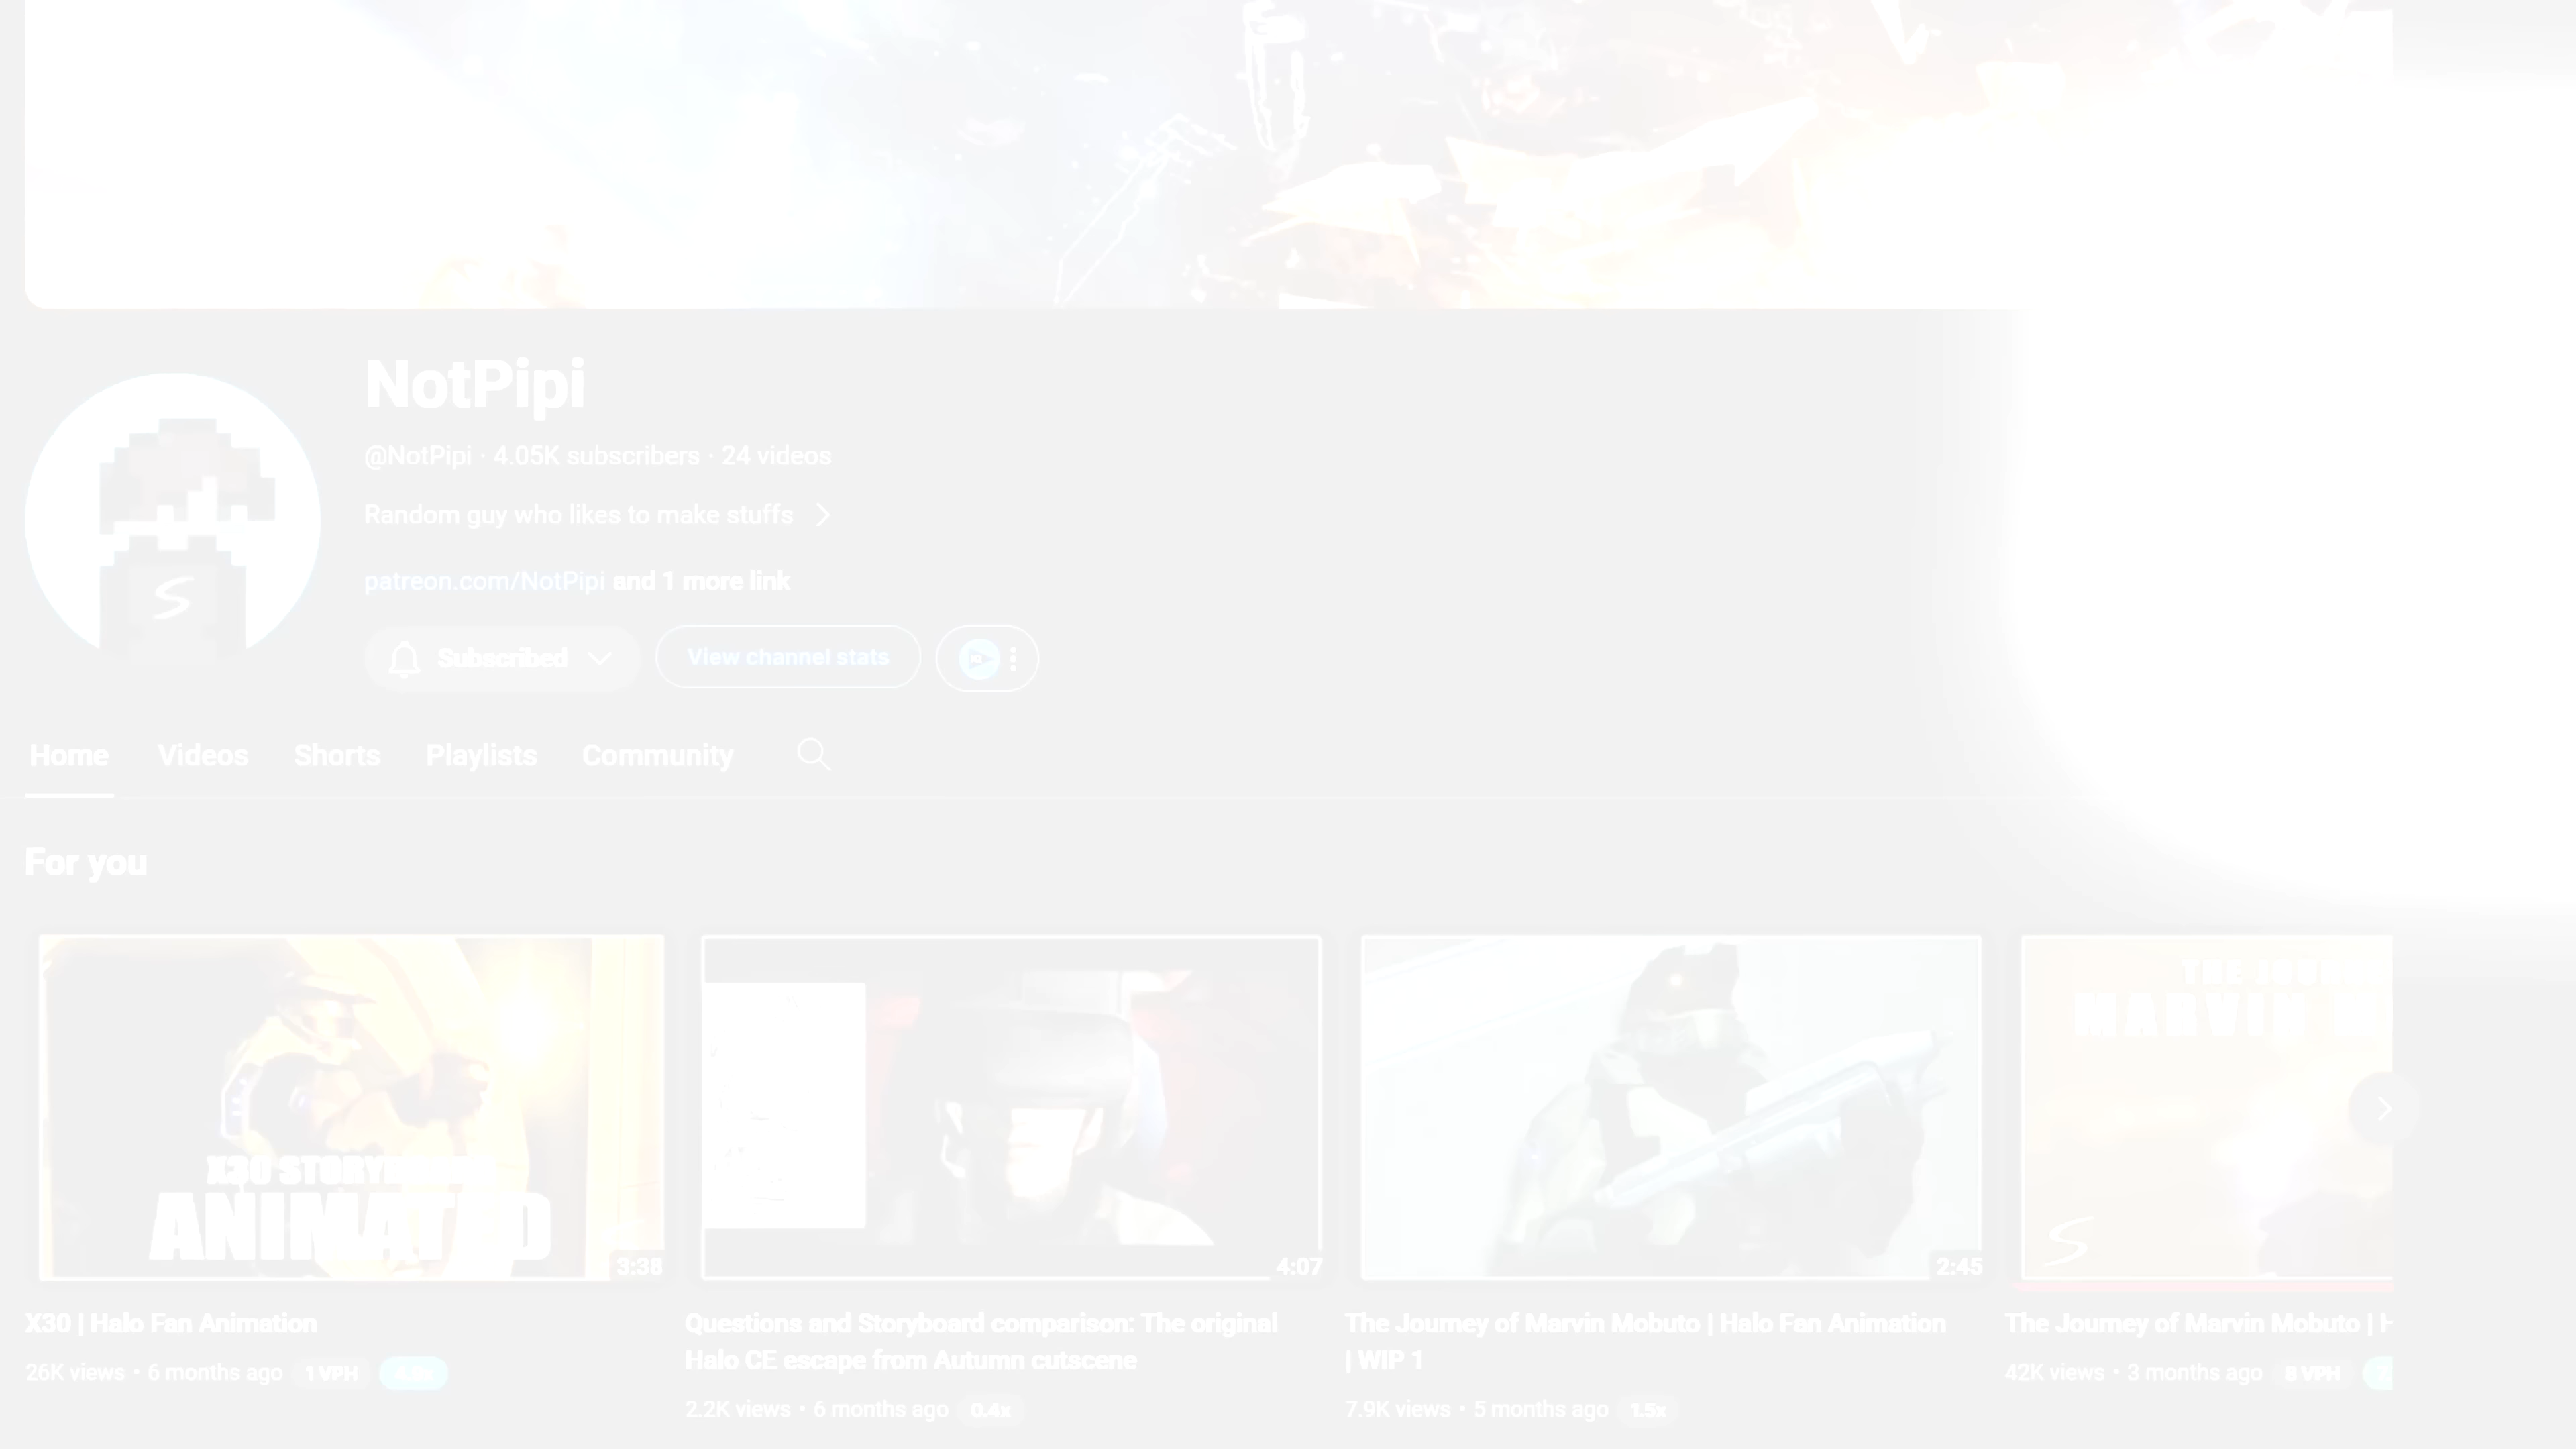 NotPipi
@NotPipi · 4.05K subscribers · 24 videos
Random guy who likes to make stuffs
patreon.com/NotPipi and 1 more link
Subscribed
View channel stats
Home Videos Shorts Playlists Community
For you
X30
ANIMATED
3:38
4:07
2:45
MARVIN
S
X30 | Halo Fan Animation
26K views • 6 months ago 1 VPH
Questions and Storyboard comparison: The original
Halo CE escape from Autumn cutscene
2.2K views • 6 months ago 0.4x
The Journey of Marvin Mobuto | Halo Fan Animation
| WIP 1
7.9K views • 5 months ago 1.5x
The Journey of Marvin Mobuto | H
42K views • 3 months ago 8 VPH